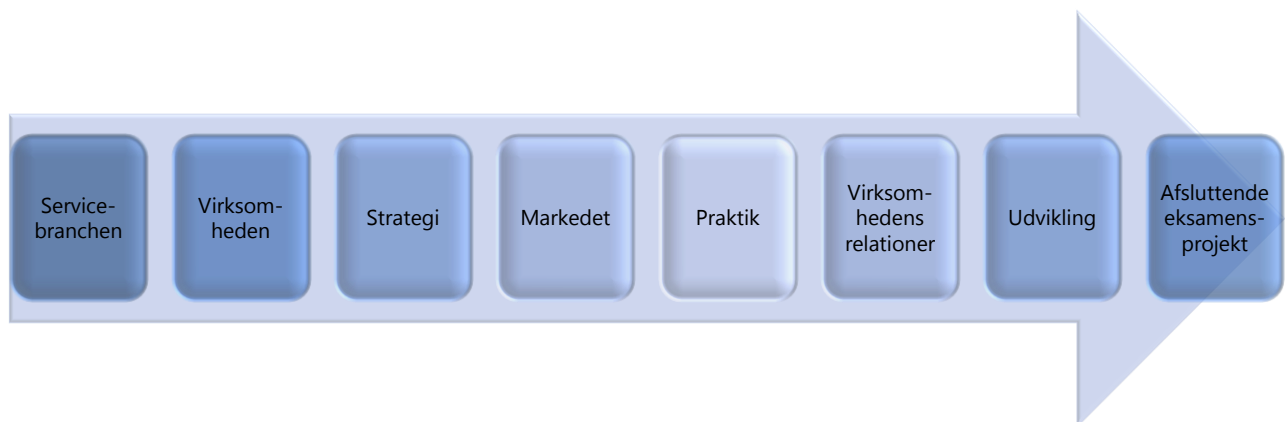 Service-
branchen
Virksom-
heden
Strategi
Markedet
Praktik
Virksom-
hedens
relationer
Udvikling
Afsluttende
eksamens-
projekt